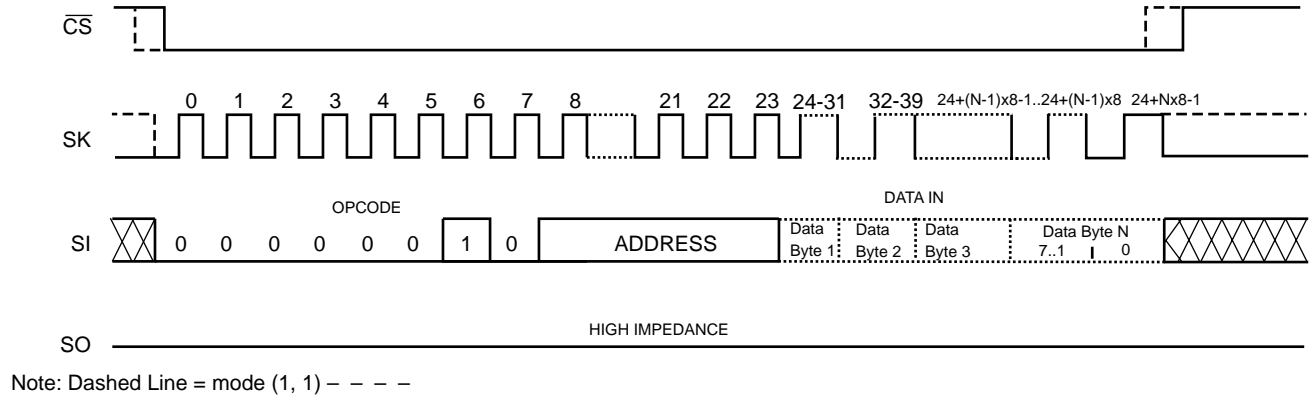 CS
0 1 2 3 4 5 6 7 8 21 22 23 24-31 32-39 24+(N-1)x8-1..24+(N-1)x8 24+Nx8-1
SK
OPCODE DATA IN
SI 0 0 0 0 0 0 1 0 ADDRESS
Data Byte 1
Data Byte 2
Data Byte 3
Data Byte N
7..1 0
HIGH IMPEDANCE
SO
Note: Dashed Line = mode (1, 1) – – – –